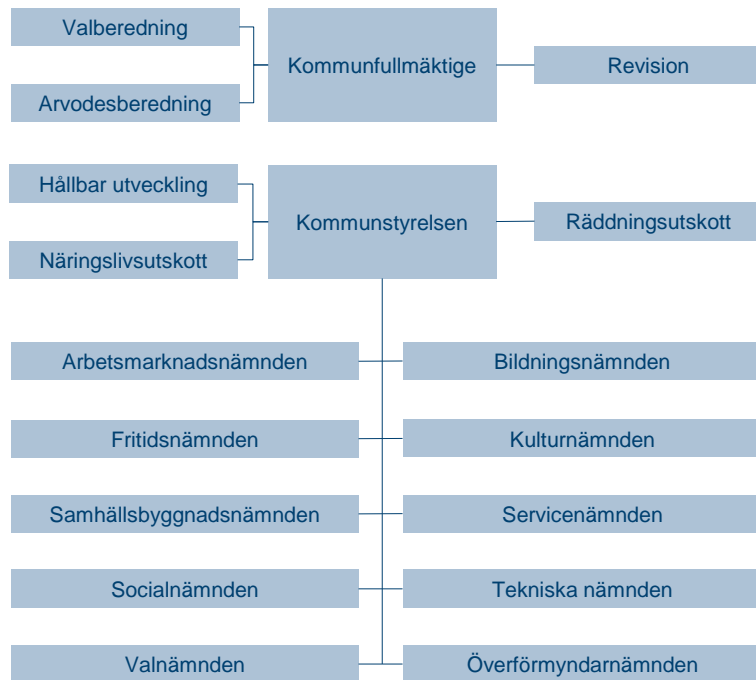 Valberedning
Kommunfullmäktige
Revision
Arvodesberedning
Hållbar utveckling
Kommunstyrelsen
Räddningsutskott
Näringslivsutskott
Arbetsmarknadsnämnden
Bildningsnämnden
Fritidsnämnden
Kulturnämnden
Samhällsbyggnadsnämnden
Servicenämnden
Socialnämnden
Tekniska nämnden
Valnämnden
Överförmyndarnämnden